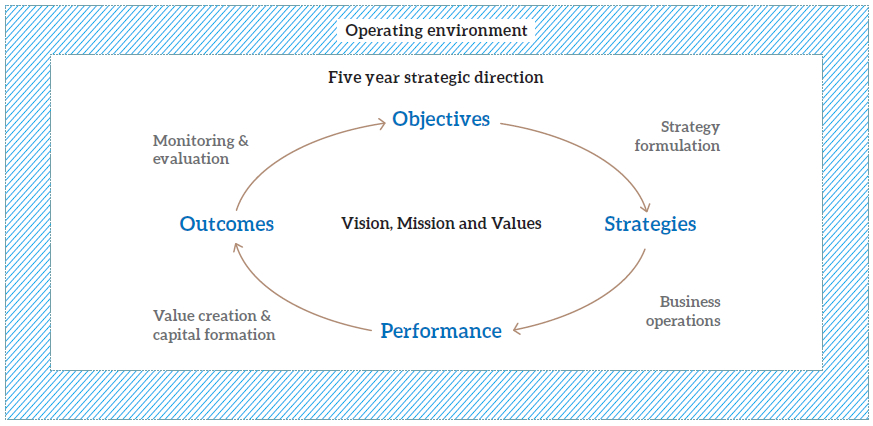 Operating environment
Five year strategic direction
Objectives
Monitoring &
evaluation
Strategy
formulation
Outcomes
Vision, Mission and Values
Strategies
Value creation &
capital formation
Business
operations
Performance